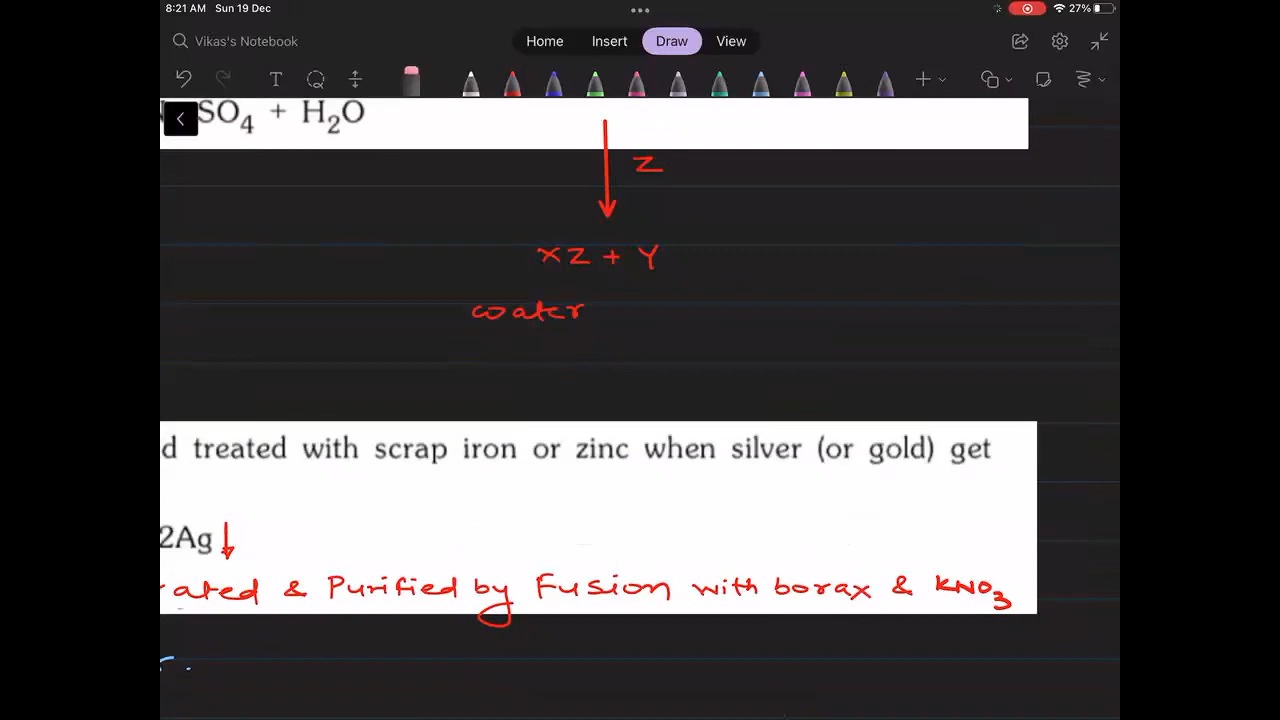 8:21 AM Sun 19 Dec
27%
Vikas's Notebook
Home Insert Draw View
SO4 + H2O
Z
XZ + Y
water
d treated with scrap iron or zinc when silver (or gold) get
2Ag↓
rated & Purified by Fusion with borax & KNO3